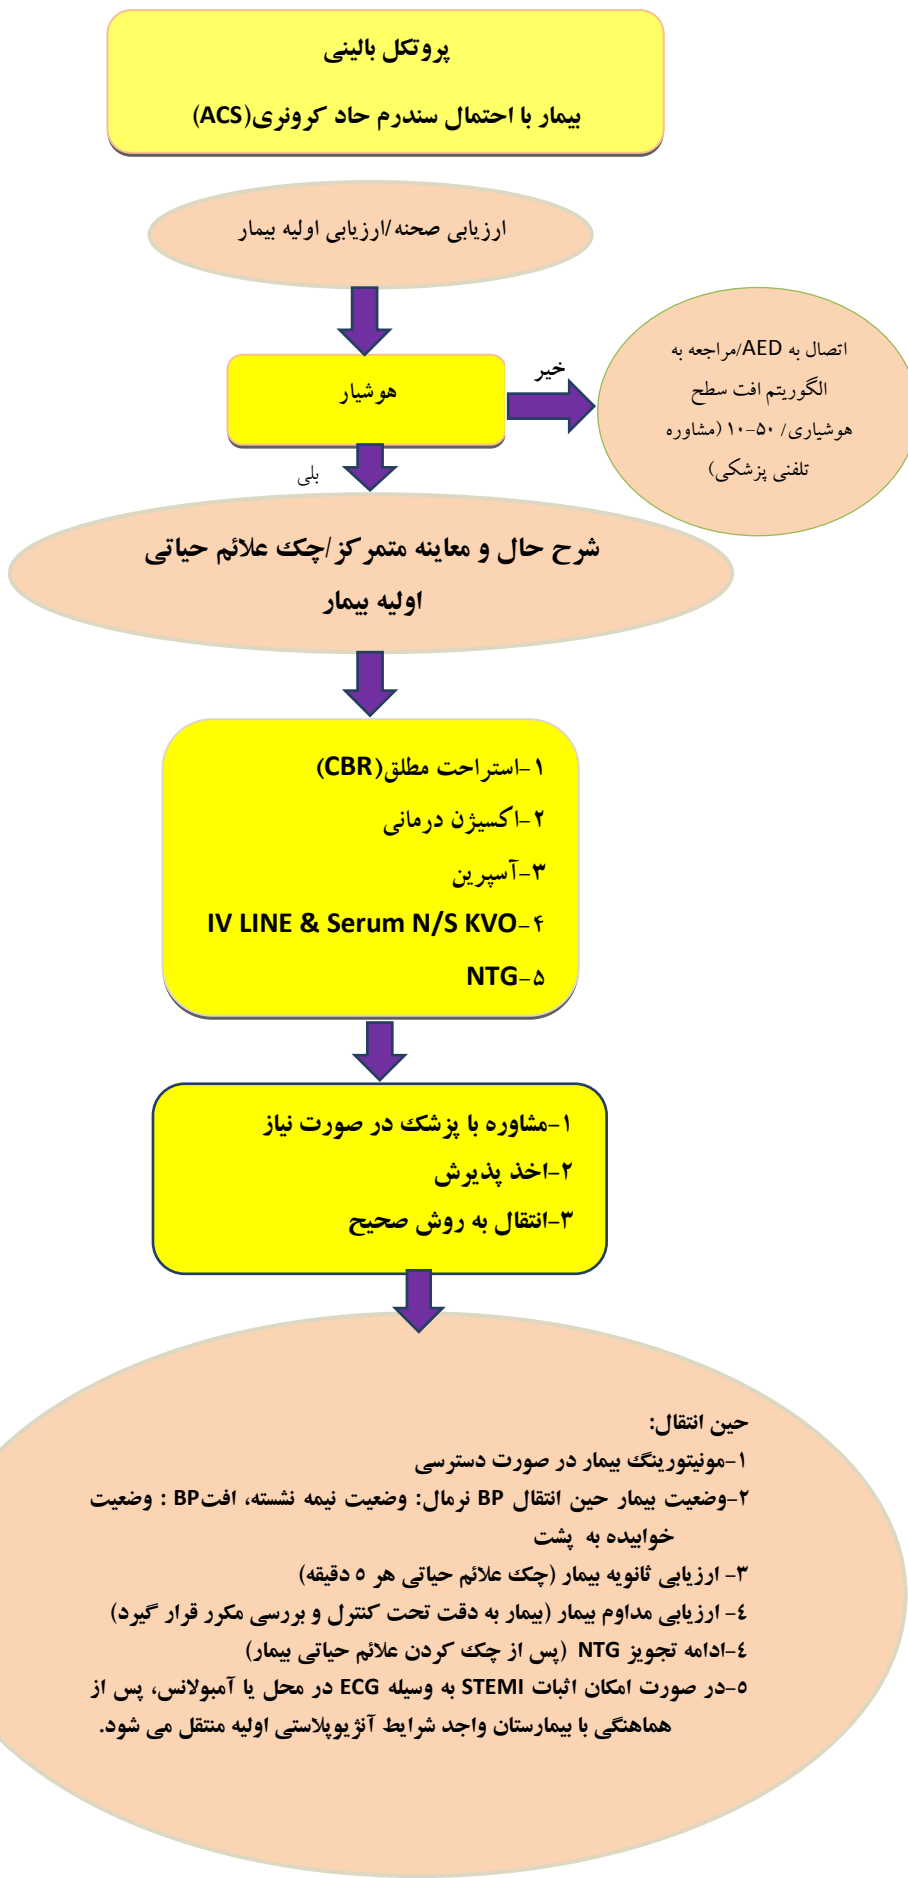 پروتکل بالینی
بیمار با احتمال سندرم حاد کرونری(ACS)
ارزیابی صحنه/ارزیابی اولیه بیمار
هوشیار
خیر
اتصال به AED/مراجعه به
الگوریتم افت سطح
هوشیاری/ ۵۰-۱۰ (مشاوره
تلفنی پزشکی)
بلی
شرح حال و معاینه متمرکز/چک علائم حیاتی
اولیه بیمار
۱-استراحت مطلق(CBR)
۲-اکسیژن درمانی
۳-آسپرین
۴-IV LINE & Serum N/S KVO
۵-NTG
۱-مشاوره با پزشک در صورت نیاز
۲-اخذ پذیرش
۳-انتقال به روش صحیح
حین انتقال:
۱-مونیتورینگ بیمار در صورت دسترسی
۲-وضعیت بیمار حین انتقال BP نرمال: وضعیت نیمه نشسته، افتBP : وضعیت
خوابیده به پشت
۳- ارزیابی ثانویه بیمار (چک علائم حیاتی هر ٥ دقیقه)
٤- ارزیابی مداوم بیمار (بیمار به دقت تحت کنترل و بررسی مکرر قرار گیرد)
٤-ادامه تجویز NTG (پس از چک کردن علائم حیاتی بیمار)
٥-در صورت امکان اثبات STEMI به وسیله ECG در محل یا آمبولانس، پس از
هماهنگی با بیمارستان واجد شرایط آنژیوپلاستی اولیه منتقل می شود.